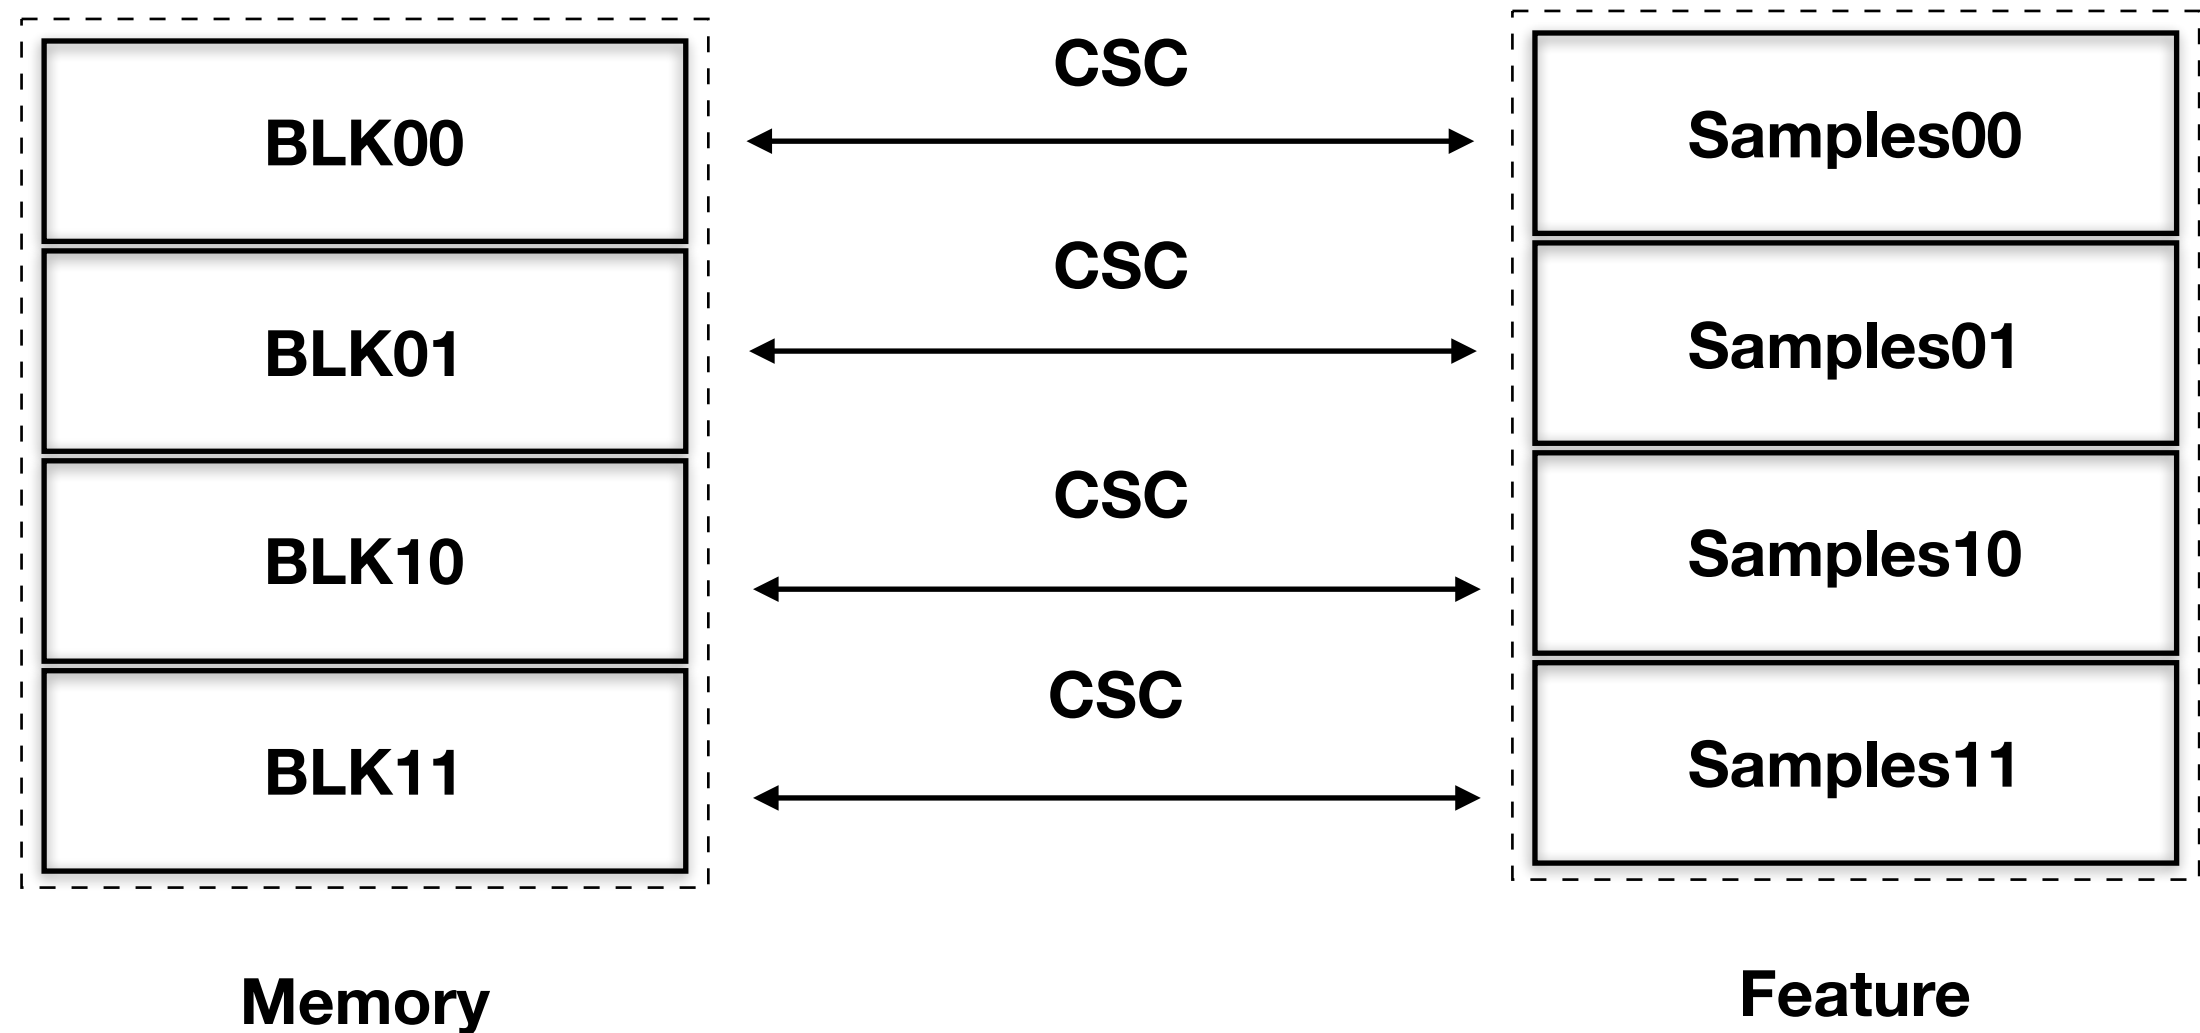 CSC
BLK00
Samples00
CSC
BLK01
Samples01
CSC
BLK10
Samples10
CSC
BLK11
Samples11
Memory
Feature